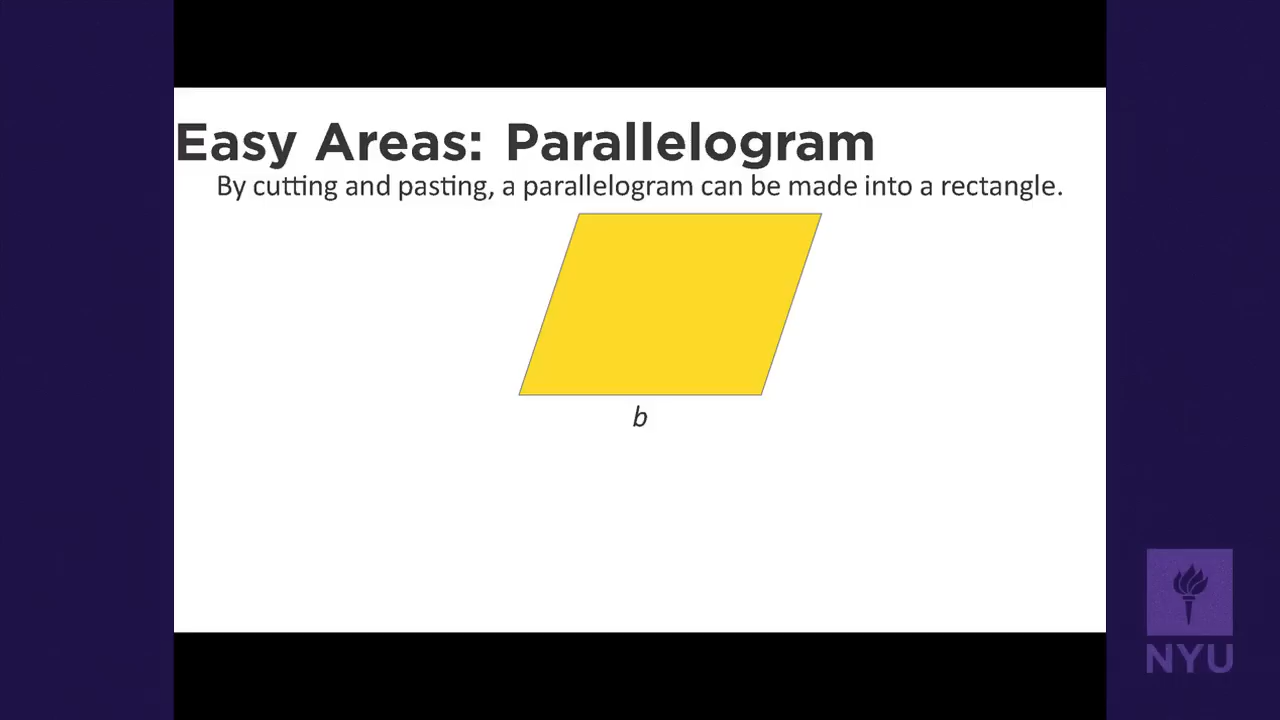 Easy Areas: Parallelogram
By cutting and pasting, a parallelogram can be made into a rectangle.
b
NYU